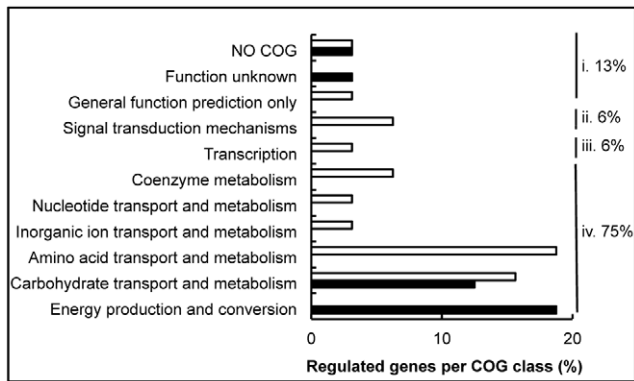 NO COG
Function unknown
i. 13%
General function prediction only
Signal transduction mechanisms
ii. 6%
Transcription
iii. 6%
Coenzyme metabolism
Nucleotide transport and metabolism
Inorganic ion transport and metabolism
iv. 75%
Amino acid transport and metabolism
Carbohydrate transport and metabolism
Energy production and conversion
0 10 20
Regulated genes per COG class (%)